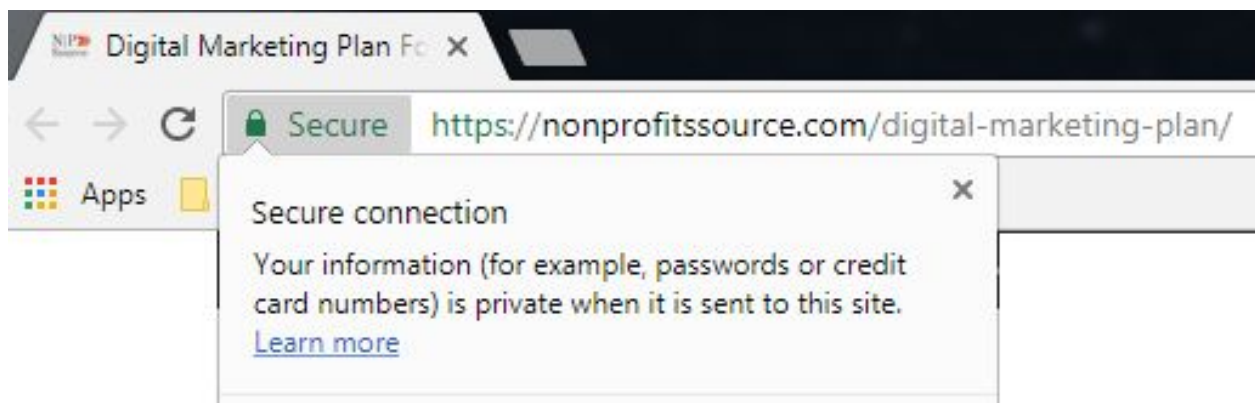 Digital Marketing Plan Fo
Secure https://nonprofitssource.com/digital-marketing-plan/
Apps
Secure connection
Your information (for example, passwords or credit
card numbers) is private when it is sent to this site.
Learn more